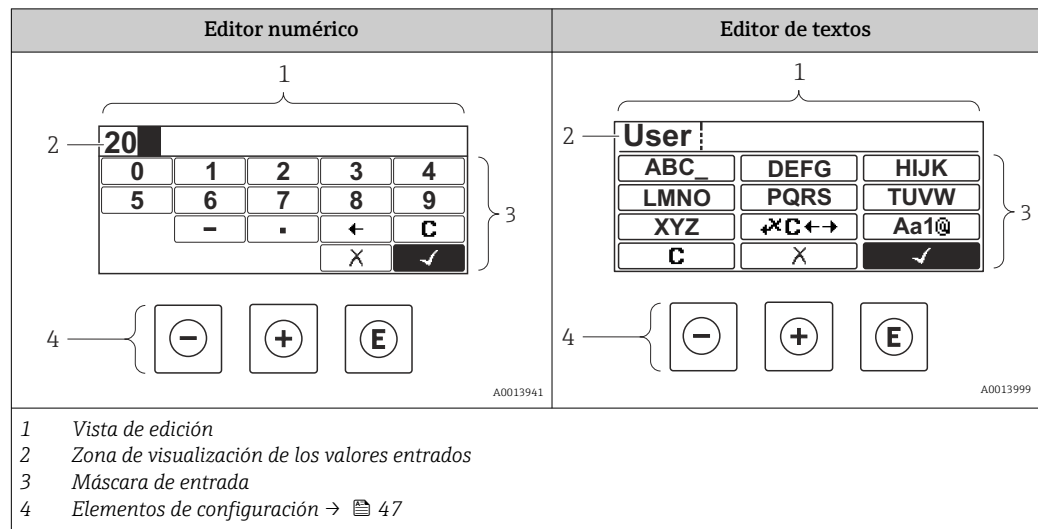 Editor numérico Editor de textos
1 1
2 20 2 User
0 1 2 3 4 ABC_ DEFG HIJK
5 6 7 8 9 LMNO PQRS TUVW
3 3
- . ← C XYZ ↶✕C←→ Aa1@
✕ ✓ C ✕ ✓
4 - + E 4 - + E
A0013941 A0013999
1 Vista de edición
2 Zona de visualización de los valores entrados
3 Máscara de entrada
4 Elementos de configuración → 47